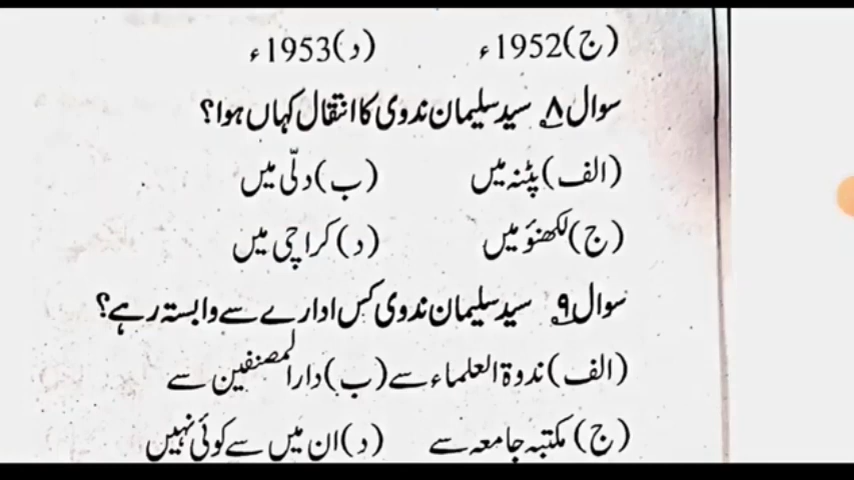 (ج) 1952ء (د) 1953ء
سوال ۸ سید سلیمان ندوی کا انتقال کہاں ہوا؟
(الف) پٹنہ میں (ب) دلّی میں
(ج) لکھنؤ میں (د) کراچی میں
سوال ۹ سید سلیمان ندوی کس ادارے سے وابستہ رہے؟
(الف) ندوۃ العلماء سے (ب) دارالمصنفین سے
(ج) مکتبہ جامعہ سے (د) ان میں سے کوئی نہیں